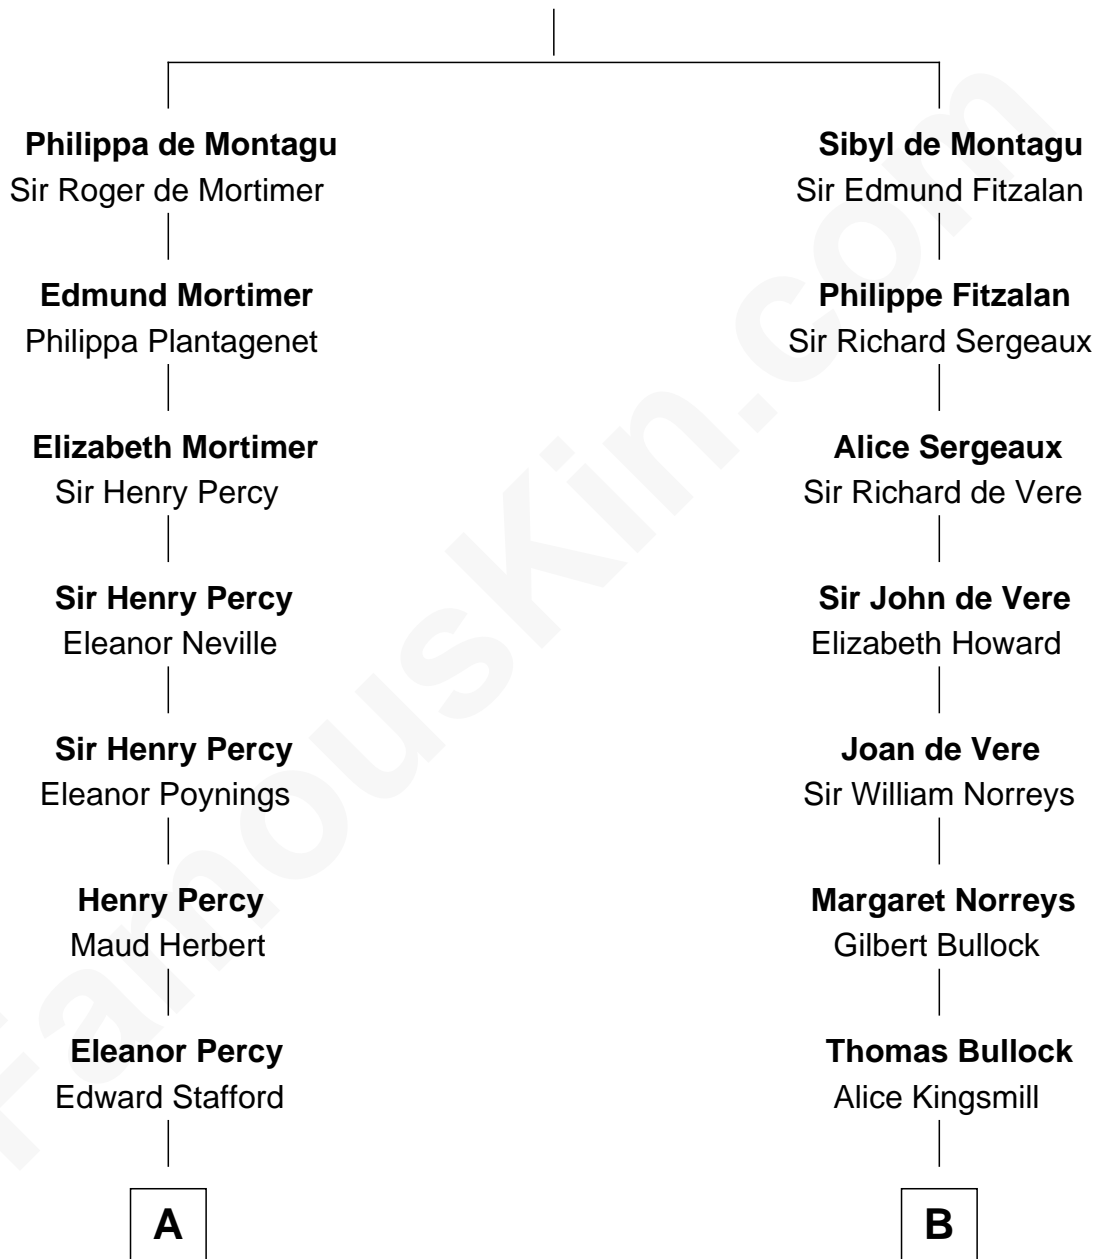 Philippa de Montagu
Sir Roger de Mortimer
Edmund Mortimer
Philippa Plantagenet
Elizabeth Mortimer
Sir Henry Percy
Sir Henry Percy
Eleanor Neville
Sir Henry Percy
Eleanor Poynings
Henry Percy
Maud Herbert
Eleanor Percy
Edward Stafford
A
Sibyl de Montagu
Sir Edmund Fitzalan
Philippe Fitzalan
Sir Richard Sergeaux
Alice Sergeaux
Sir Richard de Vere
Sir John de Vere
Elizabeth Howard
Joan de Vere
Sir William Norreys
Margaret Norreys
Gilbert Bullock
Thomas Bullock
Alice Kingsmill
B
FamousKin.com